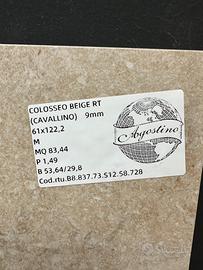 COLOSSEO BEIGE RT
(CAVALLINO) 9mm
61x122,2
M
MQ 83,44
P 1,49
B 53,64/29,8
Cod.rtu.B8.837.73.S12.58.728
Agostino